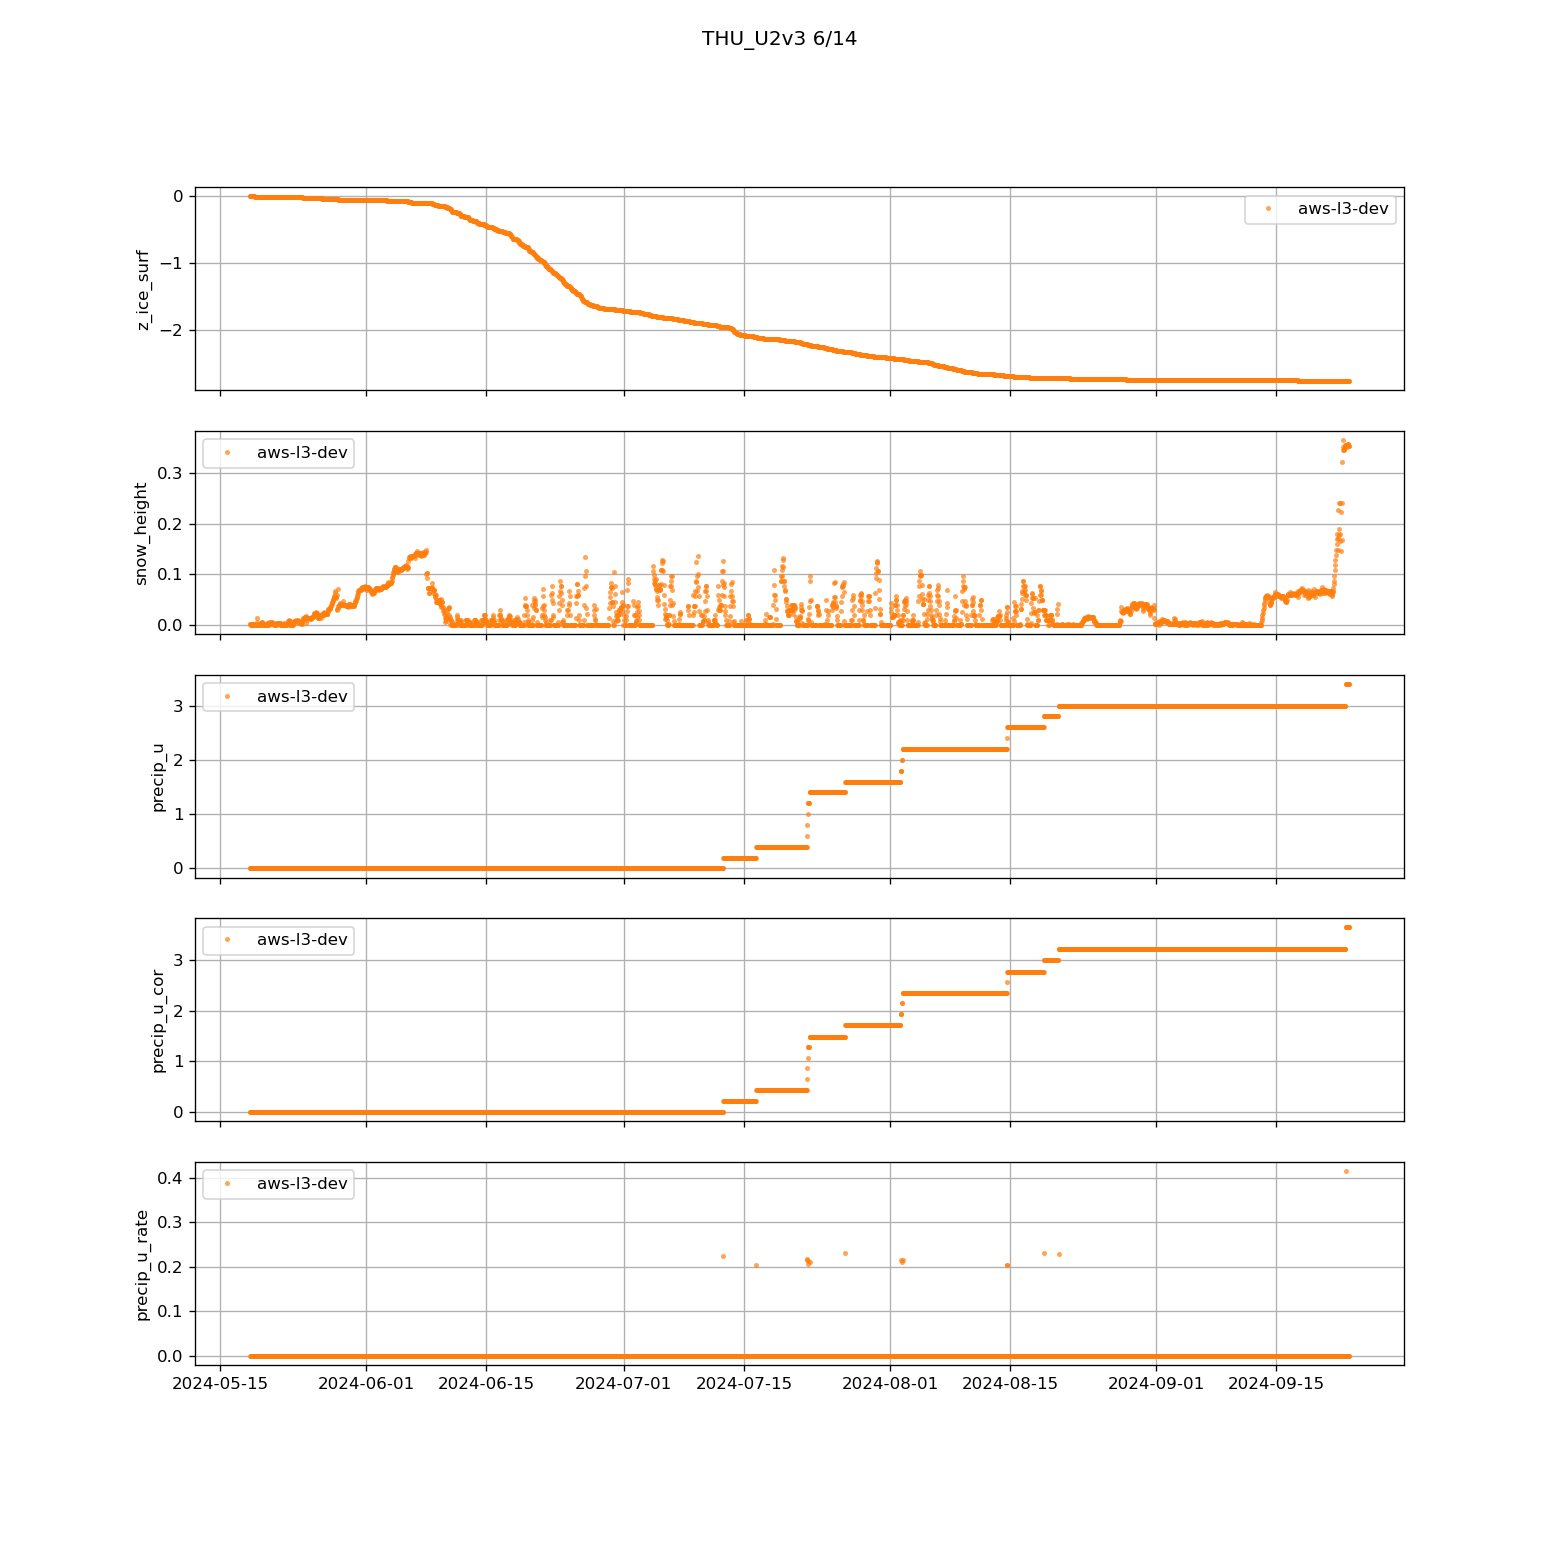 THU_U2v3 6/14
z_ice_surf
0
−1
−2
aws-l3-dev
snow_height
0.3
0.2
0.1
0.0
aws-l3-dev
precip_u
3
2
1
0
aws-l3-dev
precip_u_cor
3
2
1
0
aws-l3-dev
precip_u_rate
0.4
0.3
0.2
0.1
0.0
aws-l3-dev
2024-05-15 2024-06-01 2024-06-15 2024-07-01 2024-07-15 2024-08-01 2024-08-15 2024-09-01 2024-09-15